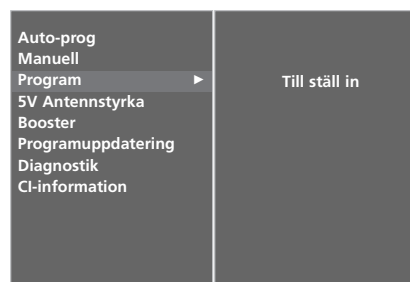 Auto-prog
Manuell
Program ►
Till ställ in
5V Antennstyrka
Booster
Programuppdatering
Diagnostik
CI-information